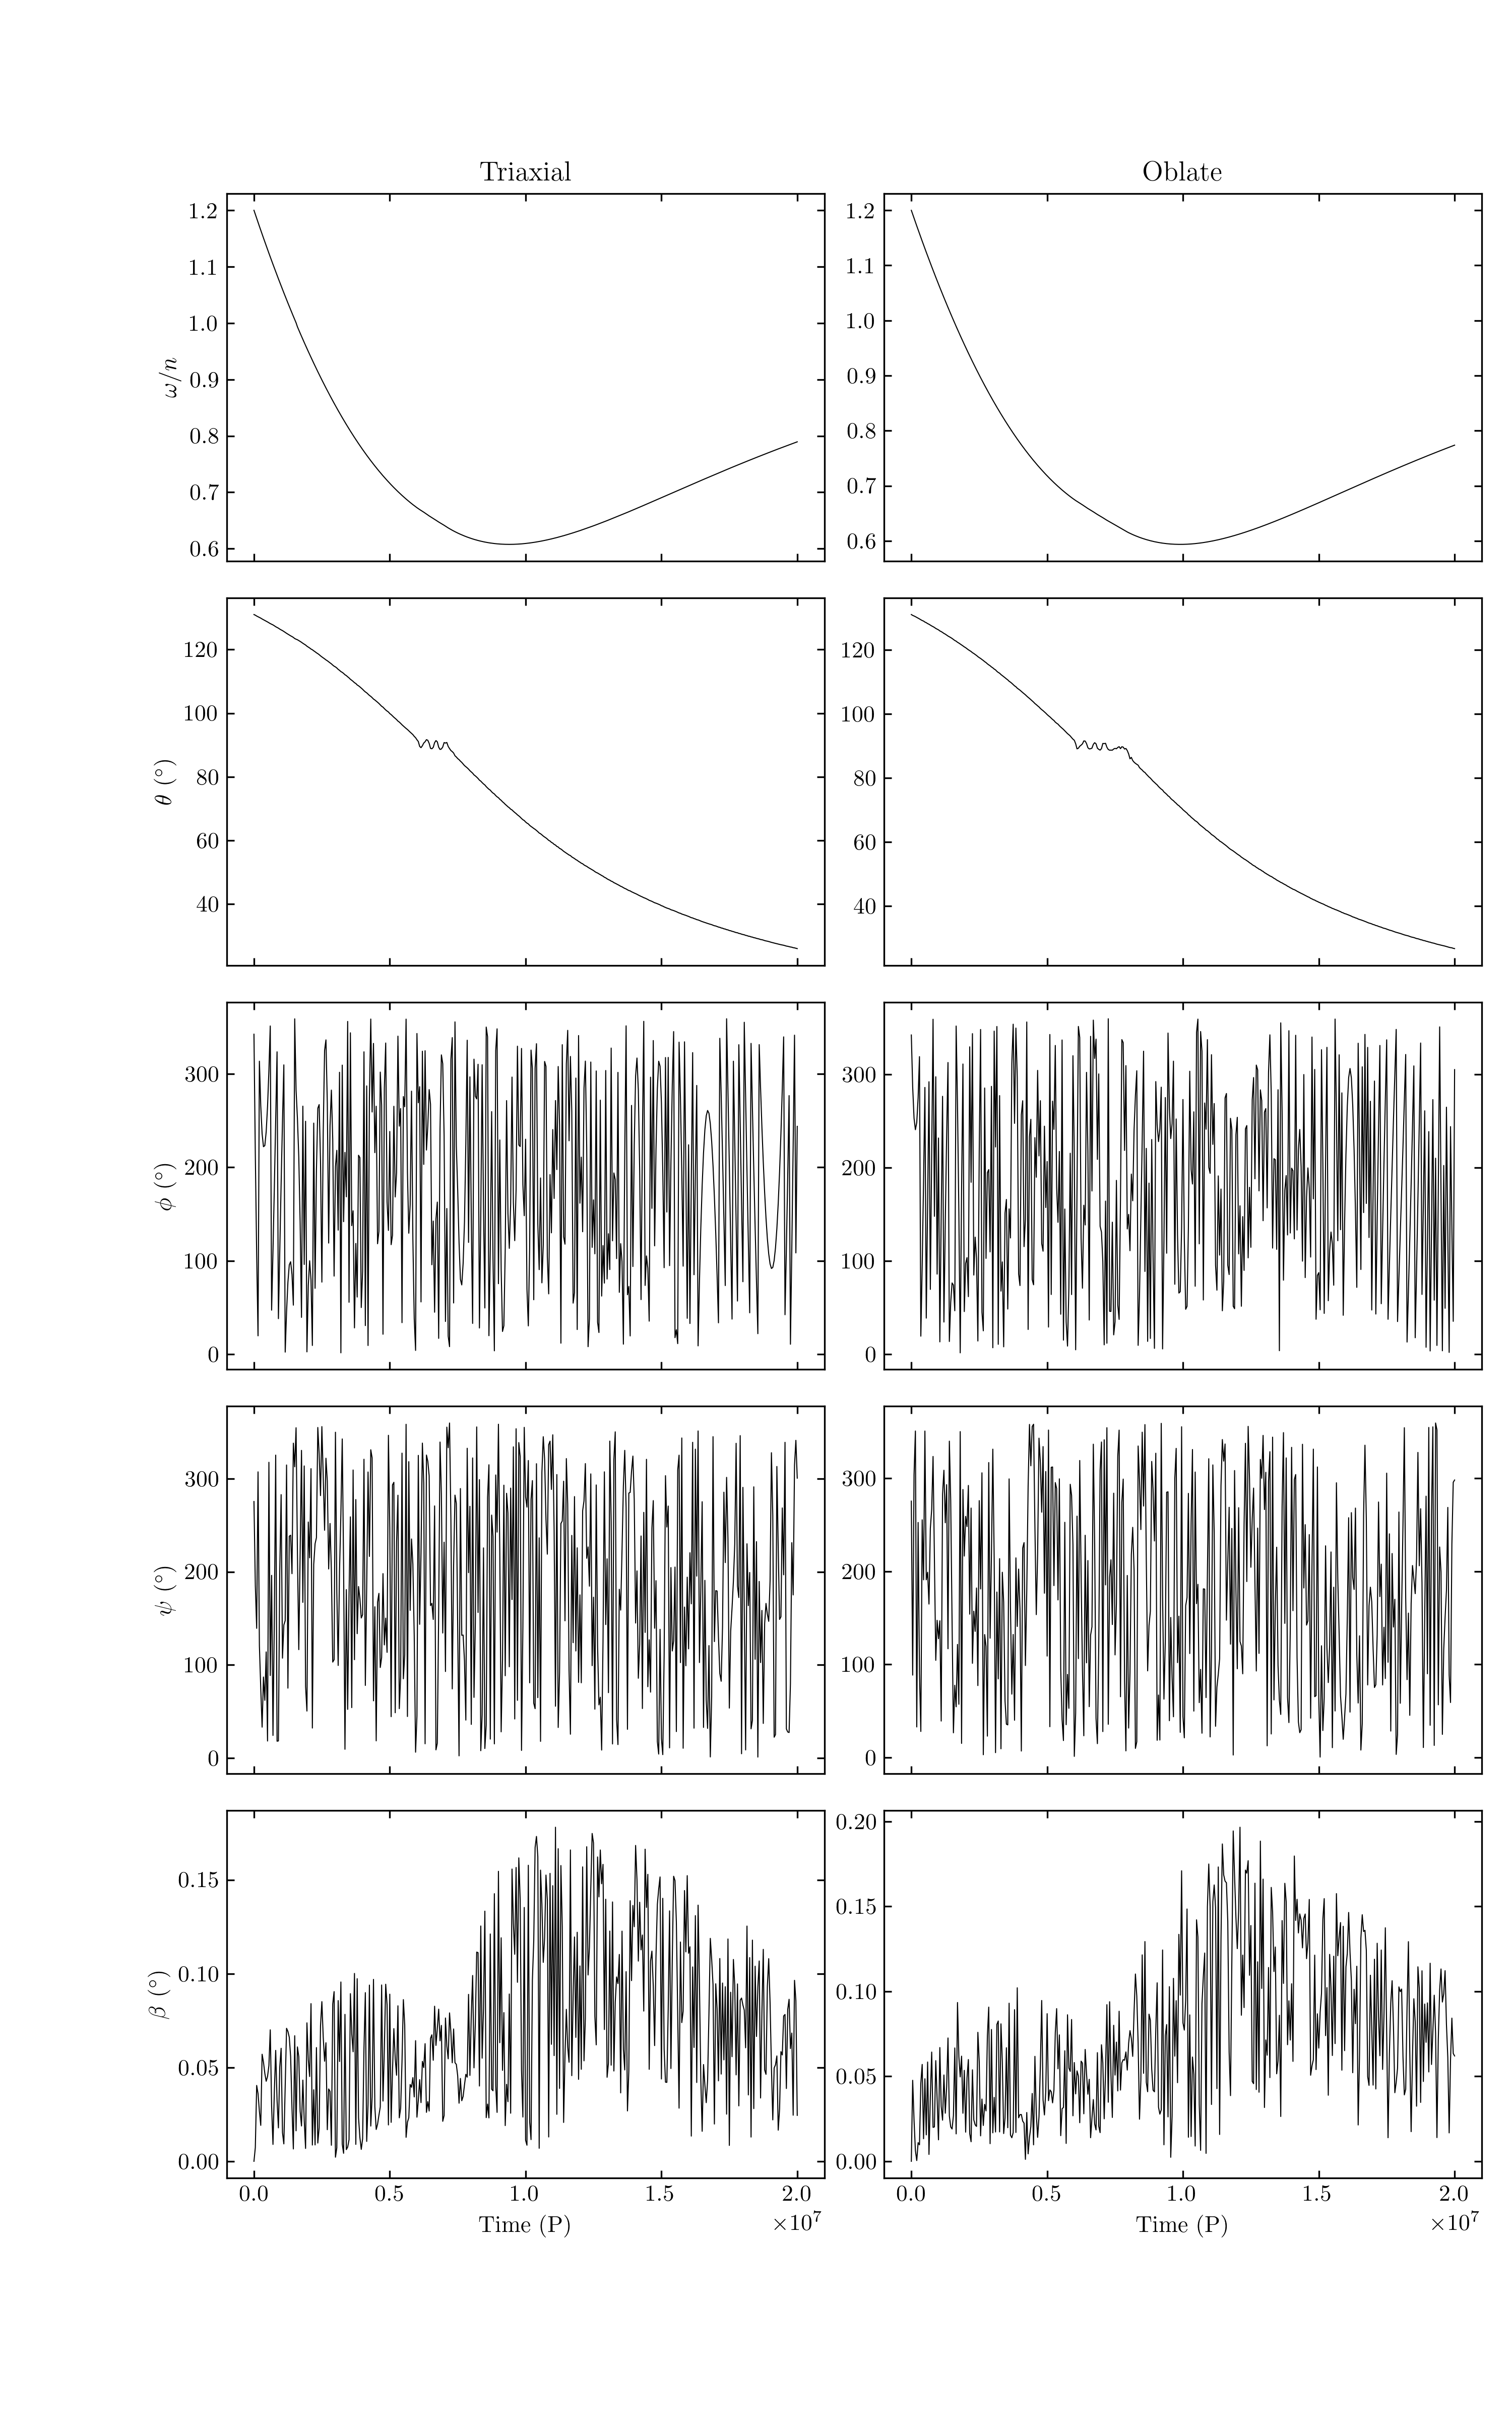 Triaxial Oblate
1.2 1.2
1.1 1.1
1.0 1.0
ω/n 0.9 0.9
0.8 0.8
0.7 0.7
0.6 0.6
120 120
100 100
θ (°) 80 80
60 60
40 40
300 300
φ (°) 200 200
100 100
0 0
300 300
ψ (°) 200 200
100 100
0 0
0.20
0.15 0.15
β (°) 0.10 0.10
0.05 0.05
0.00 0.00
0.0 0.5 1.0 1.5 2.0 0.0 0.5 1.0 1.5 2.0
Time (P) ×10⁷ Time (P) ×10⁷